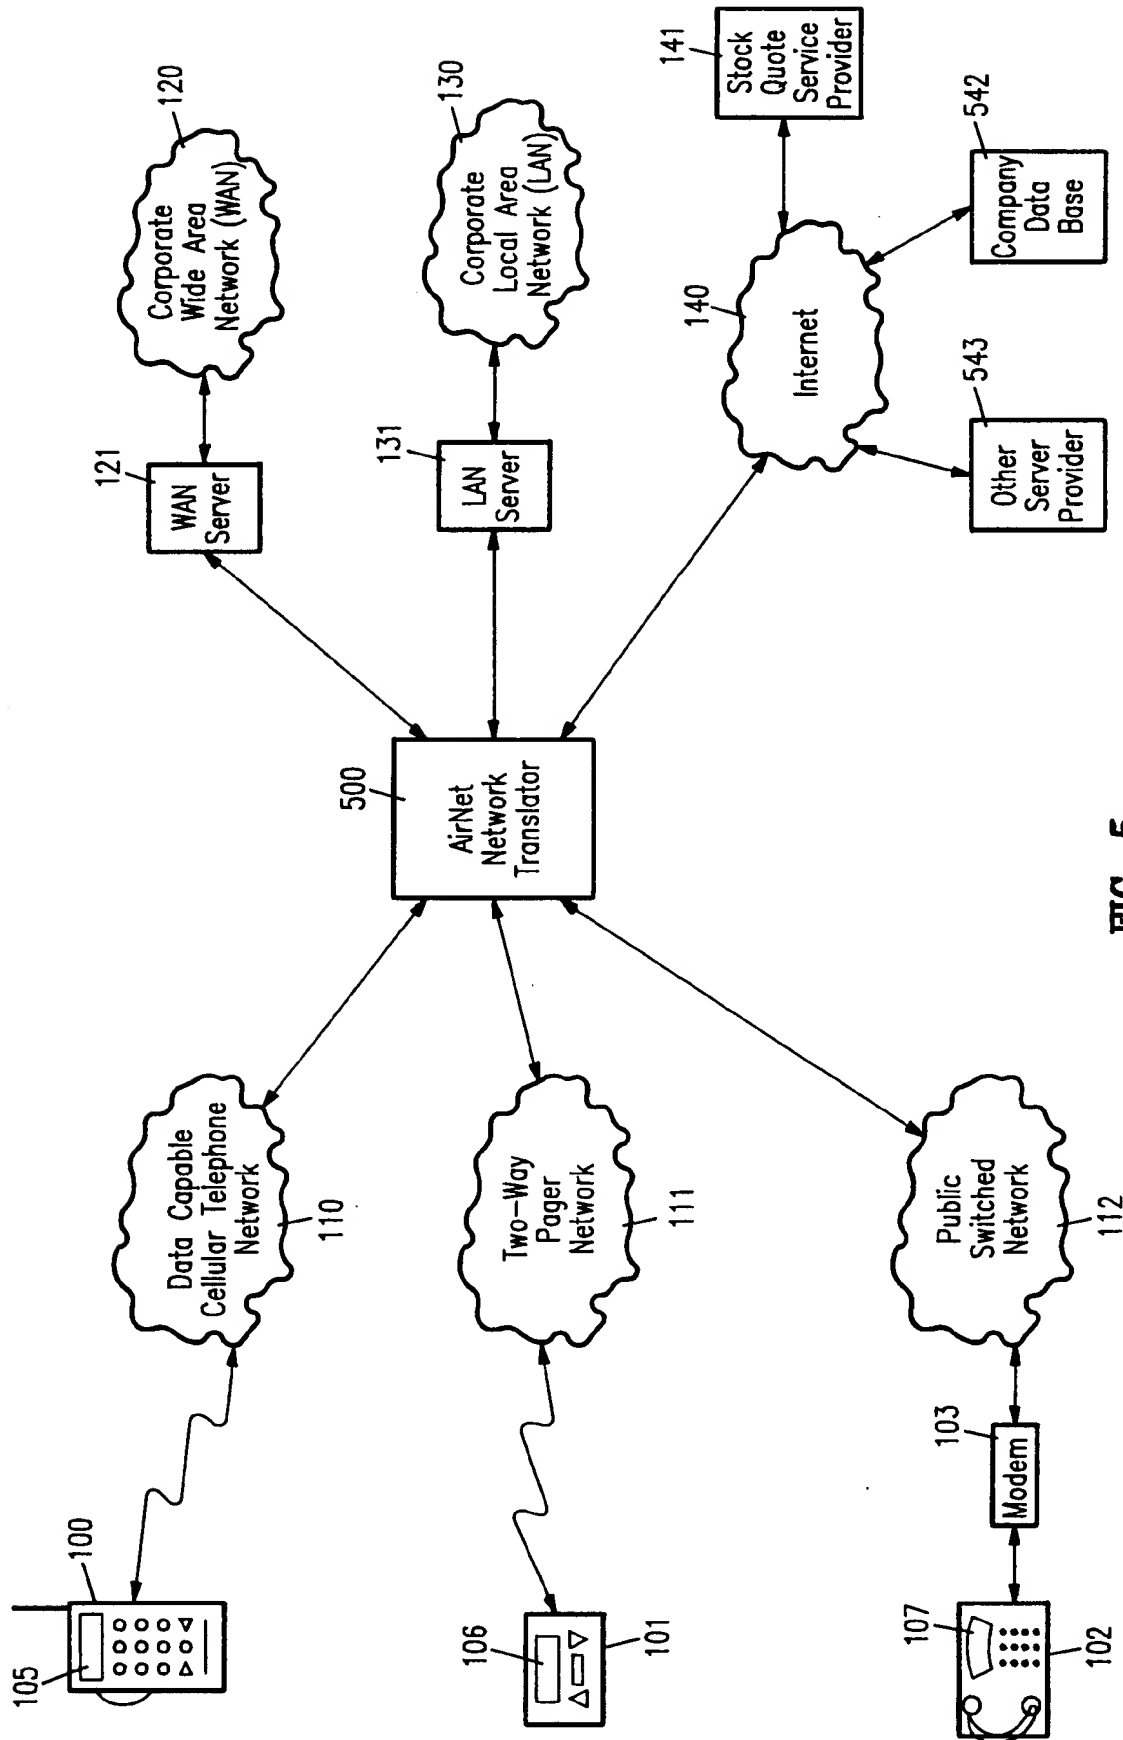 100
105
Data Capable
Cellular Telephone
Network
110
AirNet
Network
Translator
500
WAN
Server
121
Corporate
Wide Area
Network (WAN)
120
106
101
Two-Way
Pager
Network
111
LAN
Server
131
Corporate
Local Area
Network (LAN)
130
107
102
Modem
103
Public
Switched
Network
112
Internet
140
Stock
Quote
Service
Provider
141
Other
Server
Provider
543
Company
Data
Base
542